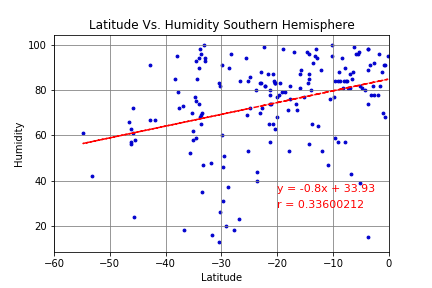 Latitude Vs. Humidity Southern Hemisphere
100
80
60
40
20
Humidity
y = -0.8x + 33.93
r = 0.33600212
−60 −50 −40 −30 −20 −10 0
Latitude